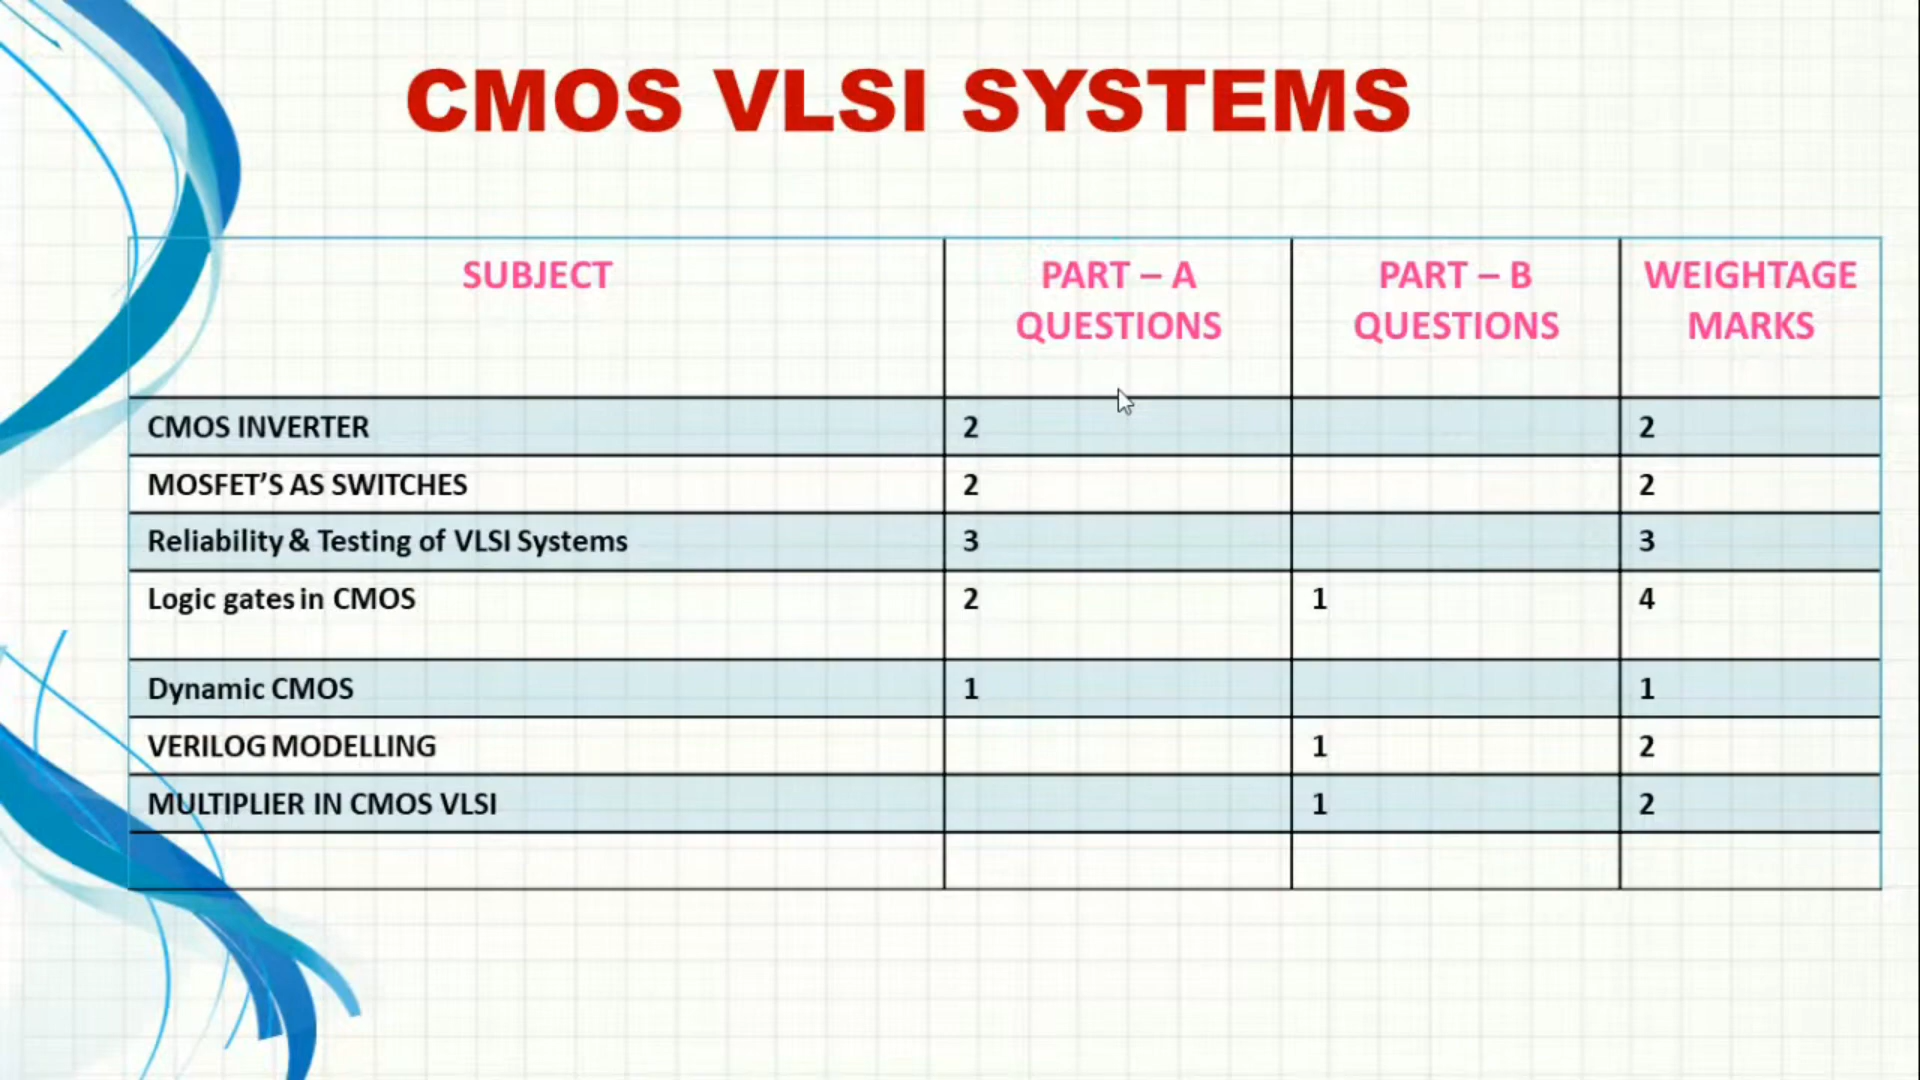 CMOS VLSI SYSTEMS
SUBJECT PART – A QUESTIONS PART – B QUESTIONS WEIGHTAGE MARKS
CMOS INVERTER 2 2
MOSFET’S AS SWITCHES 2 2
Reliability & Testing of VLSI Systems 3 3
Logic gates in CMOS 2 1 4
Dynamic CMOS 1 1
VERILOG MODELLING 1 2
MULTIPLIER IN CMOS VLSI 1 2